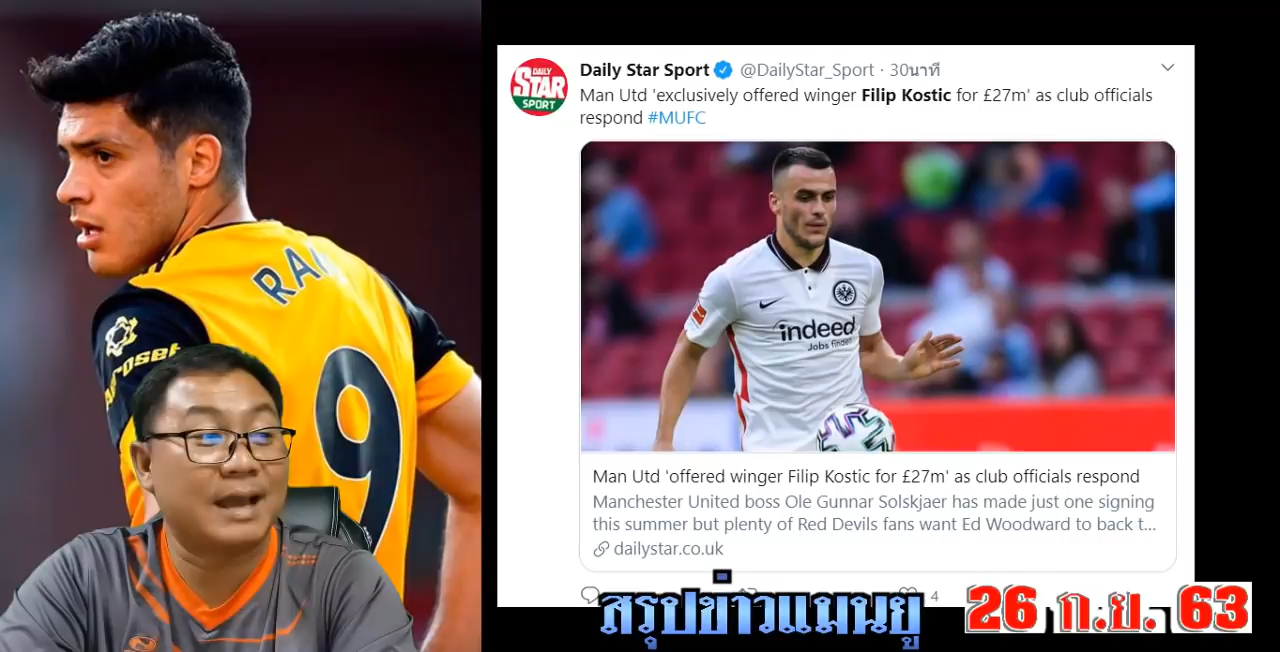 DAILY
STAR
SPORT
Daily Star Sport @DailyStar_Sport · 30นาที
Man Utd 'exclusively offered winger Filip Kostic for £27m' as club officials
respond #MUFC
RAU
9
indeed
Jobs finden
Man Utd 'offered winger Filip Kostic for £27m' as club officials respond
Manchester United boss Ole Gunnar Solskjaer has made just one signing
this summer but plenty of Red Devils fans want Ed Woodward to back t...
dailystar.co.uk
4
สรุปข่าวแมนยู 26 ก.ย. 63